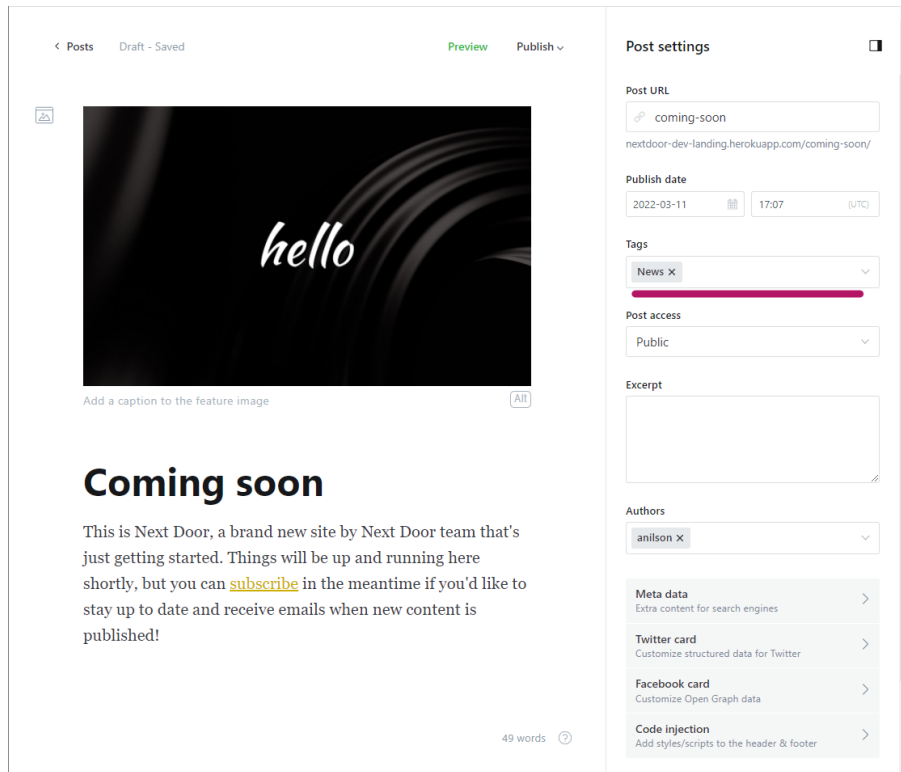 Posts
Draft - Saved
Preview
Publish
hello
Add a caption to the feature image
Alt
Coming soon
This is Next Door, a brand new site by Next Door team that's
just getting started. Things will be up and running here
shortly, but you can subscribe in the meantime if you'd like to
stay up to date and receive emails when new content is
published!
49 words
?
Post settings
Post URL
coming-soon
nextdoor-dev-landing.herokuapp.com/coming-soon/
Publish date
2022-03-11
17:07
(UTC)
Tags
News ×
Post access
Public
Excerpt
Authors
anilson ×
Meta data
Extra content for search engines
Twitter card
Customize structured data for Twitter
Facebook card
Customize Open Graph data
Code injection
Add styles/scripts to the header & footer